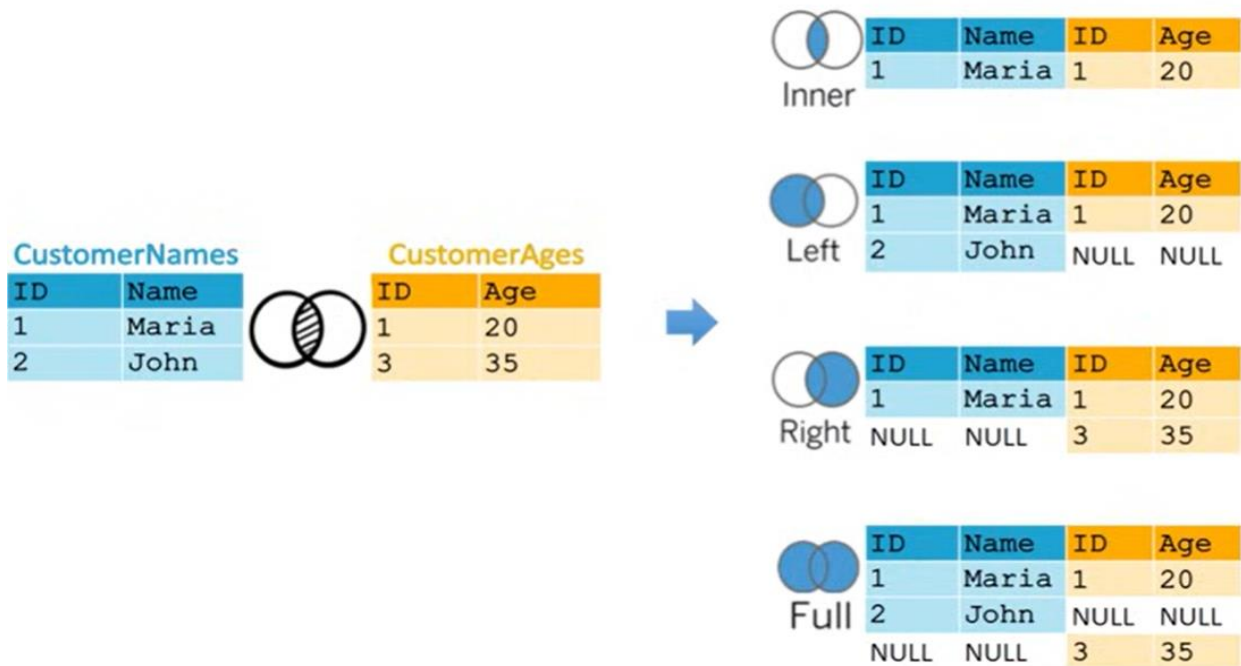 CustomerNames
ID Name
1 Maria
2 John
CustomerAges
ID Age
1 20
3 35
Inner
ID Name ID Age
1 Maria 1 20
Left
ID Name ID Age
1 Maria 1 20
2 John NULL NULL
Right
ID Name ID Age
1 Maria 1 20
NULL NULL 3 35
Full
ID Name ID Age
1 Maria 1 20
2 John NULL NULL
NULL NULL 3 35